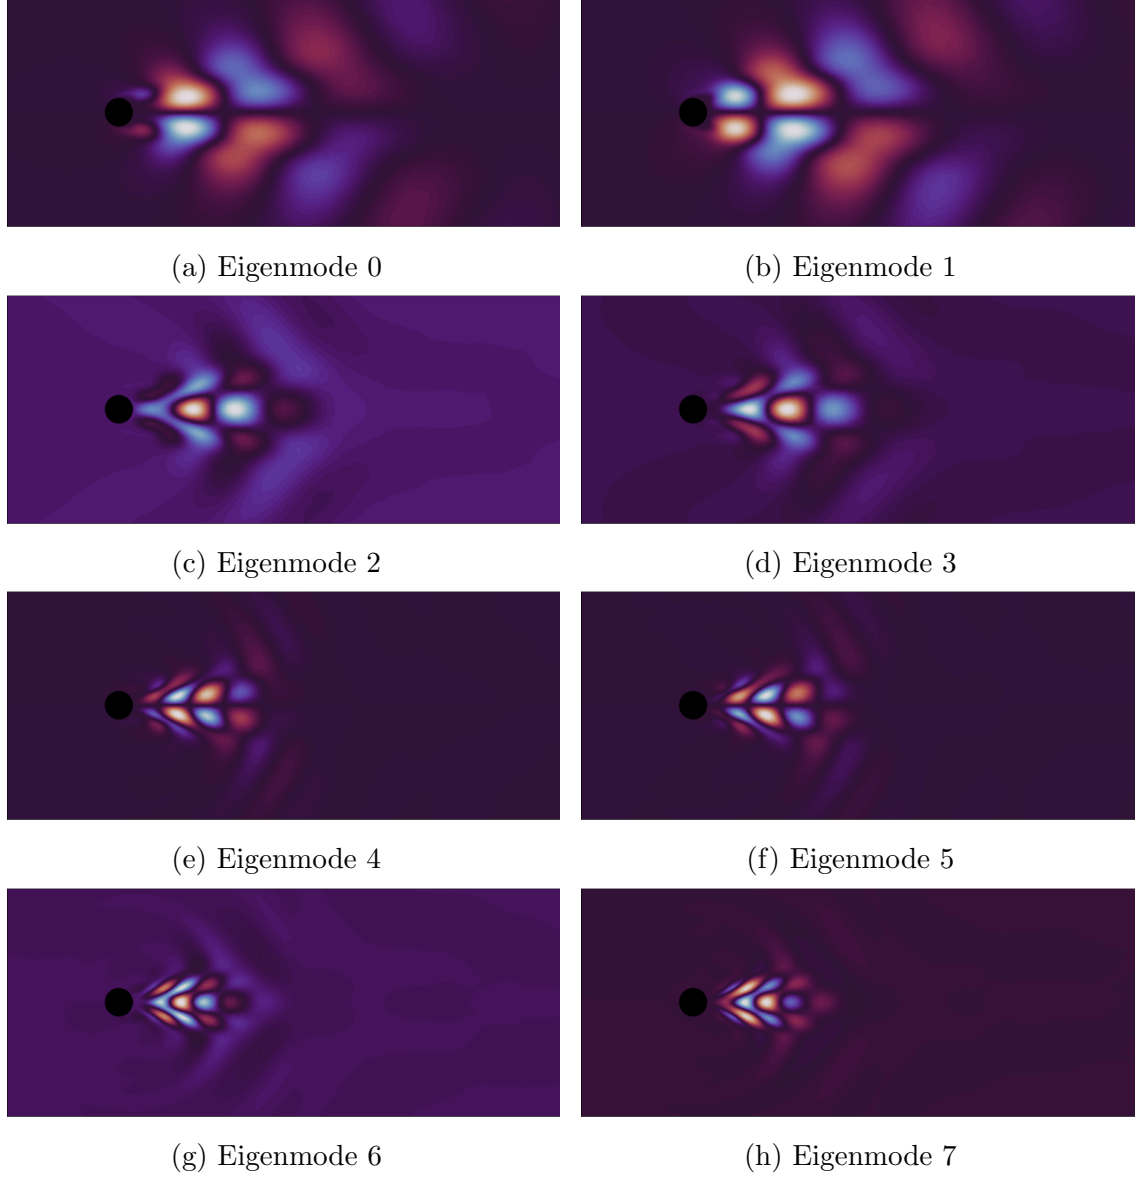 (a) Eigenmode 0
(b) Eigenmode 1
(c) Eigenmode 2
(d) Eigenmode 3
(e) Eigenmode 4
(f) Eigenmode 5
(g) Eigenmode 6
(h) Eigenmode 7